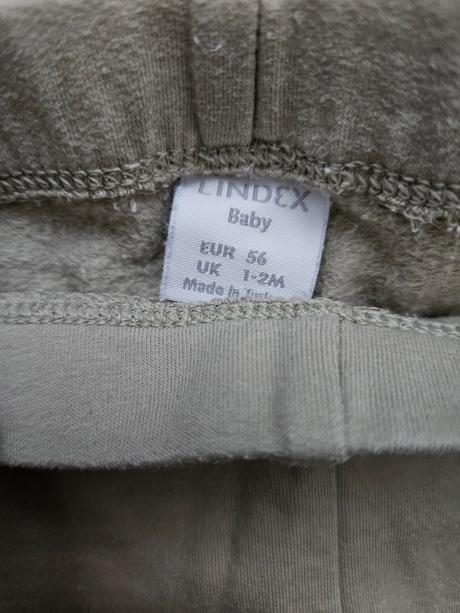 LINDEX
Baby
EUR 56
UK 1-2M
Made in